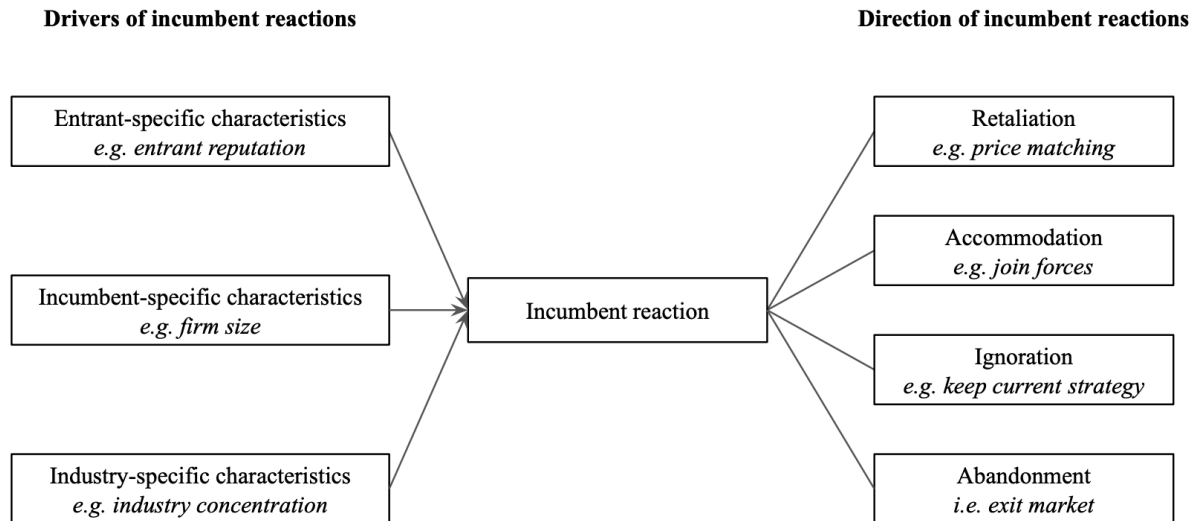 Drivers of incumbent reactions
Direction of incumbent reactions
Entrant-specific characteristics
e.g. entrant reputation
Incumbent-specific characteristics
e.g. firm size
Industry-specific characteristics
e.g. industry concentration
Incumbent reaction
Retaliation
e.g. price matching
Accommodation
e.g. join forces
Ignoration
e.g. keep current strategy
Abandonment
i.e. exit market